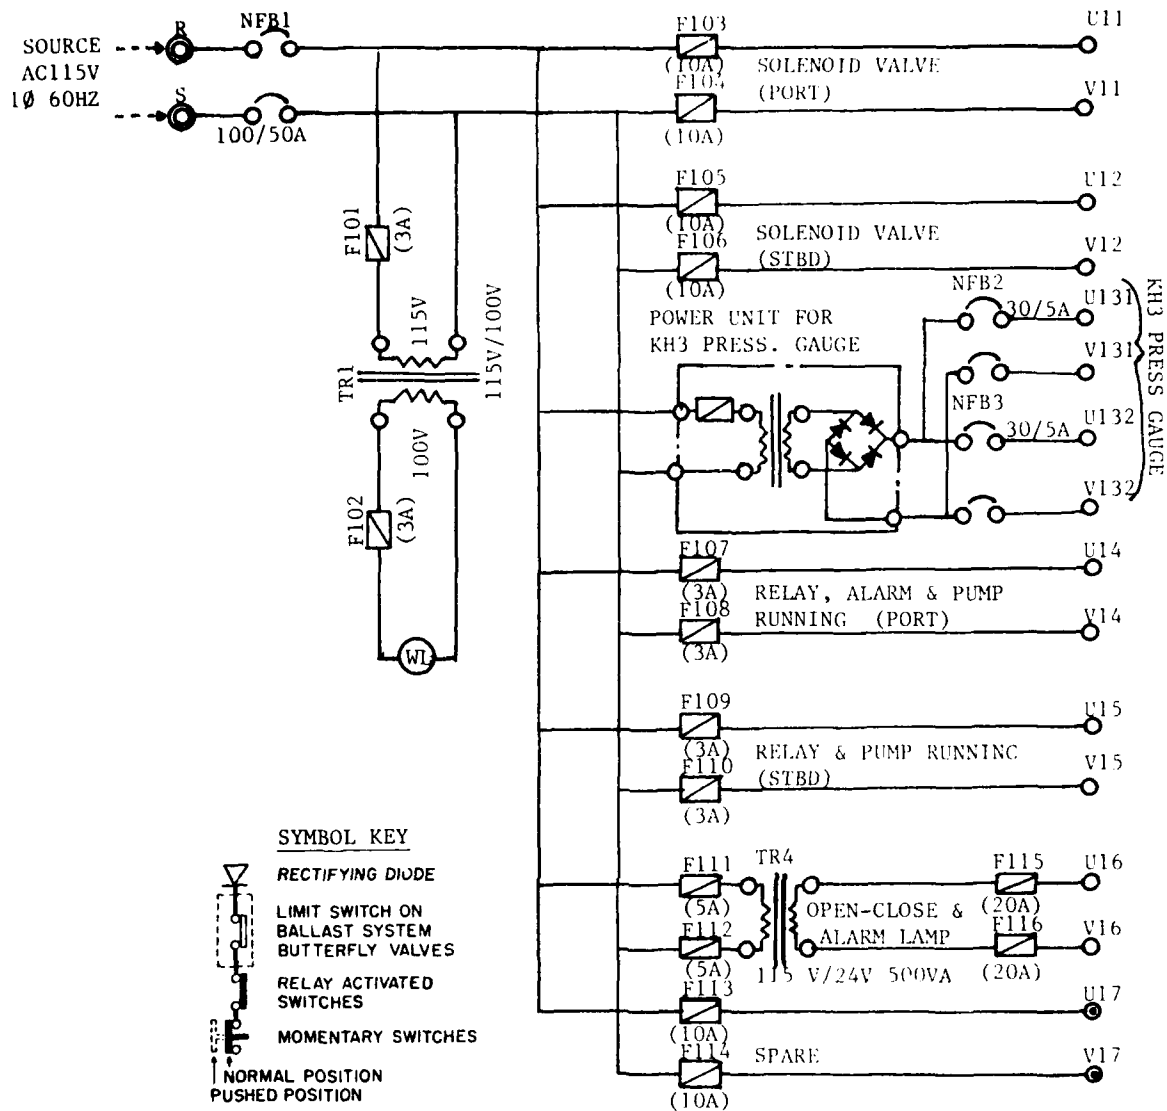 SOURCE
AC115V
1Ø 60HZ
R
S
NFB1
100/50A
F101
(3A)
115V
TR1
115V/100V
100V
F102
(3A)
WL
F103
(10A)
F104
(10A)
SOLENOID VALVE
(PORT)
U11
V11
F105
(10A)
F106
(10A)
SOLENOID VALVE
(STBD)
U12
V12
POWER UNIT FOR
KH3 PRESS. GAUGE
NFB2
30/5A
U131
V131
NFB3
30/5A
U132
V132
KH3 PRESS GAUGE
F107
(3A)
F108
(3A)
RELAY, ALARM & PUMP
RUNNING (PORT)
U14
V14
F109
(3A)
F110
(3A)
RELAY & PUMP RUNNING
(STBD)
U15
V15
F111
(5A)
F112
(5A)
TR4
115 V/24V 500VA
OPEN-CLOSE &
ALARM LAMP
F115
(20A)
F116
(20A)
U16
V16
F113
(10A)
F114
(10A)
SPARE
U17
V17
SYMBOL KEY
RECTIFYING DIODE
LIMIT SWITCH ON
BALLAST SYSTEM
BUTTERFLY VALVES
RELAY ACTIVATED
SWITCHES
MOMENTARY SWITCHES
NORMAL POSITION
PUSHED POSITION